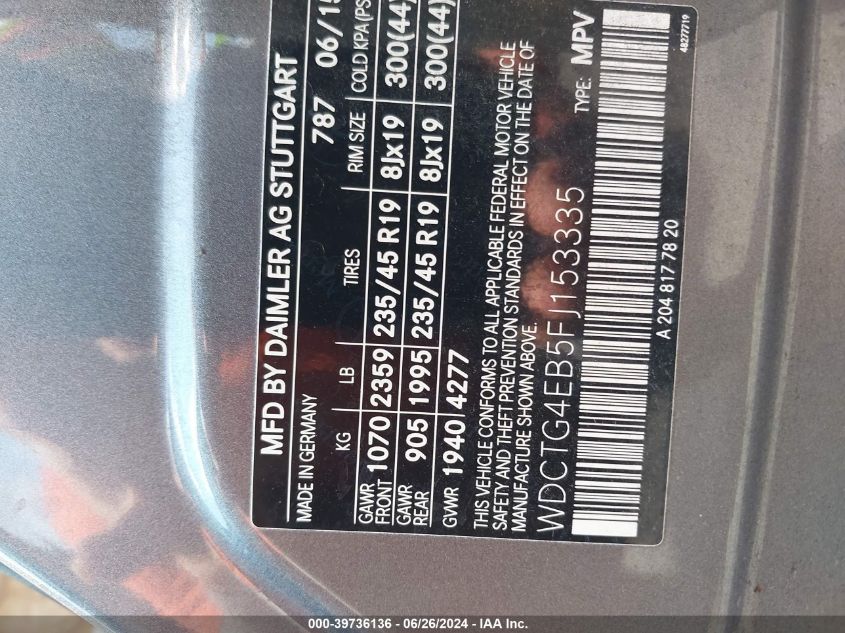 MFD BY DAIMLER AG STUTTGART
MADE IN GERMANY 787 06/15
KG LB TIRES RIM SIZE COLD KPA(PS
GAWR FRONT 1070 2359 235/45 R19 8Jx19 300(44)
GAWR REAR 905 1995 235/45 R19 8Jx19 300(44)
GVWR 1940 4277
THIS VEHICLE CONFORMS TO ALL APPLICABLE FEDERAL MOTOR VEHICLE
SAFETY AND THEFT PREVENTION STANDARDS IN EFFECT ON THE DATE OF
MANUFACTURE SHOWN ABOVE.
WDCTG4EB5FJ153335 TYPE: MPV
A 204 817 78 20
48277719
000-39736136 - 06/26/2024 - IAA Inc.